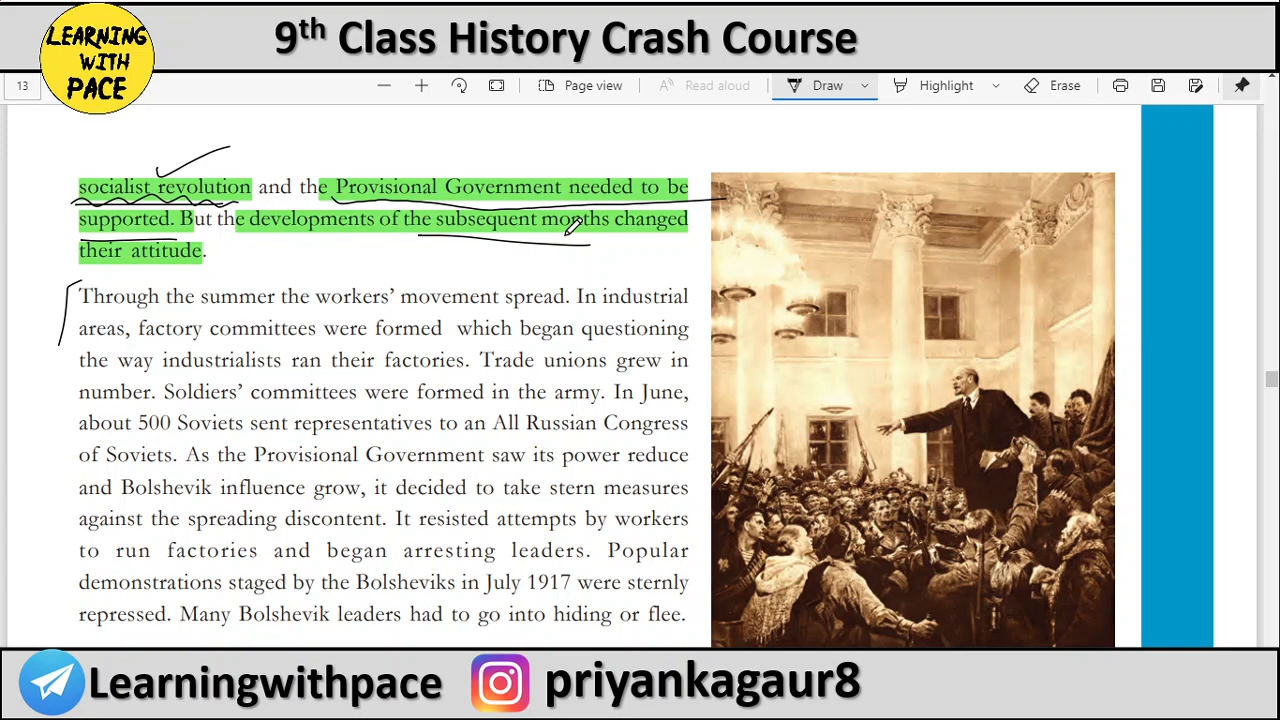 LEARNING
WITH
PACE
9th Class History Crash Course
13
Page view
Read aloud
Draw
Highlight
Erase
socialist revolution and the Provisional Government needed to be
supported. But the developments of the subsequent months changed
their attitude.
Through the summer the workers' movement spread. In industrial
areas, factory committees were formed which began questioning
the way industrialists ran their factories. Trade unions grew in
number. Soldiers' committees were formed in the army. In June,
about 500 Soviets sent representatives to an All Russian Congress
of Soviets. As the Provisional Government saw its power reduce
and Bolshevik influence grow, it decided to take stern measures
against the spreading discontent. It resisted attempts by workers
to run factories and began arresting leaders. Popular
demonstrations staged by the Bolsheviks in July 1917 were sternly
repressed. Many Bolshevik leaders had to go into hiding or flee.
Learningwithpace
priyankagaur8